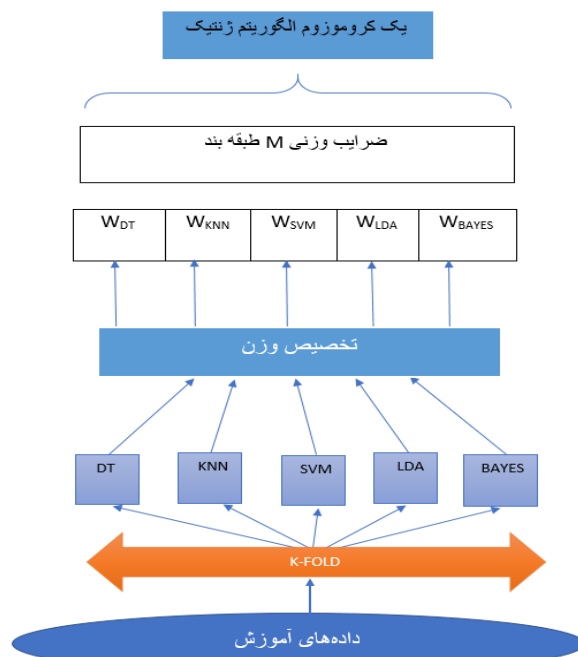 یک کروموزوم الگوریتم ژنتیک
ضرایب وزنی M طبقه بند
WDT WKNN WSVM WLDA WBAYES
تخصیص وزن
DT KNN SVM LDA BAYES
K-FOLD
داده‌های آموزش